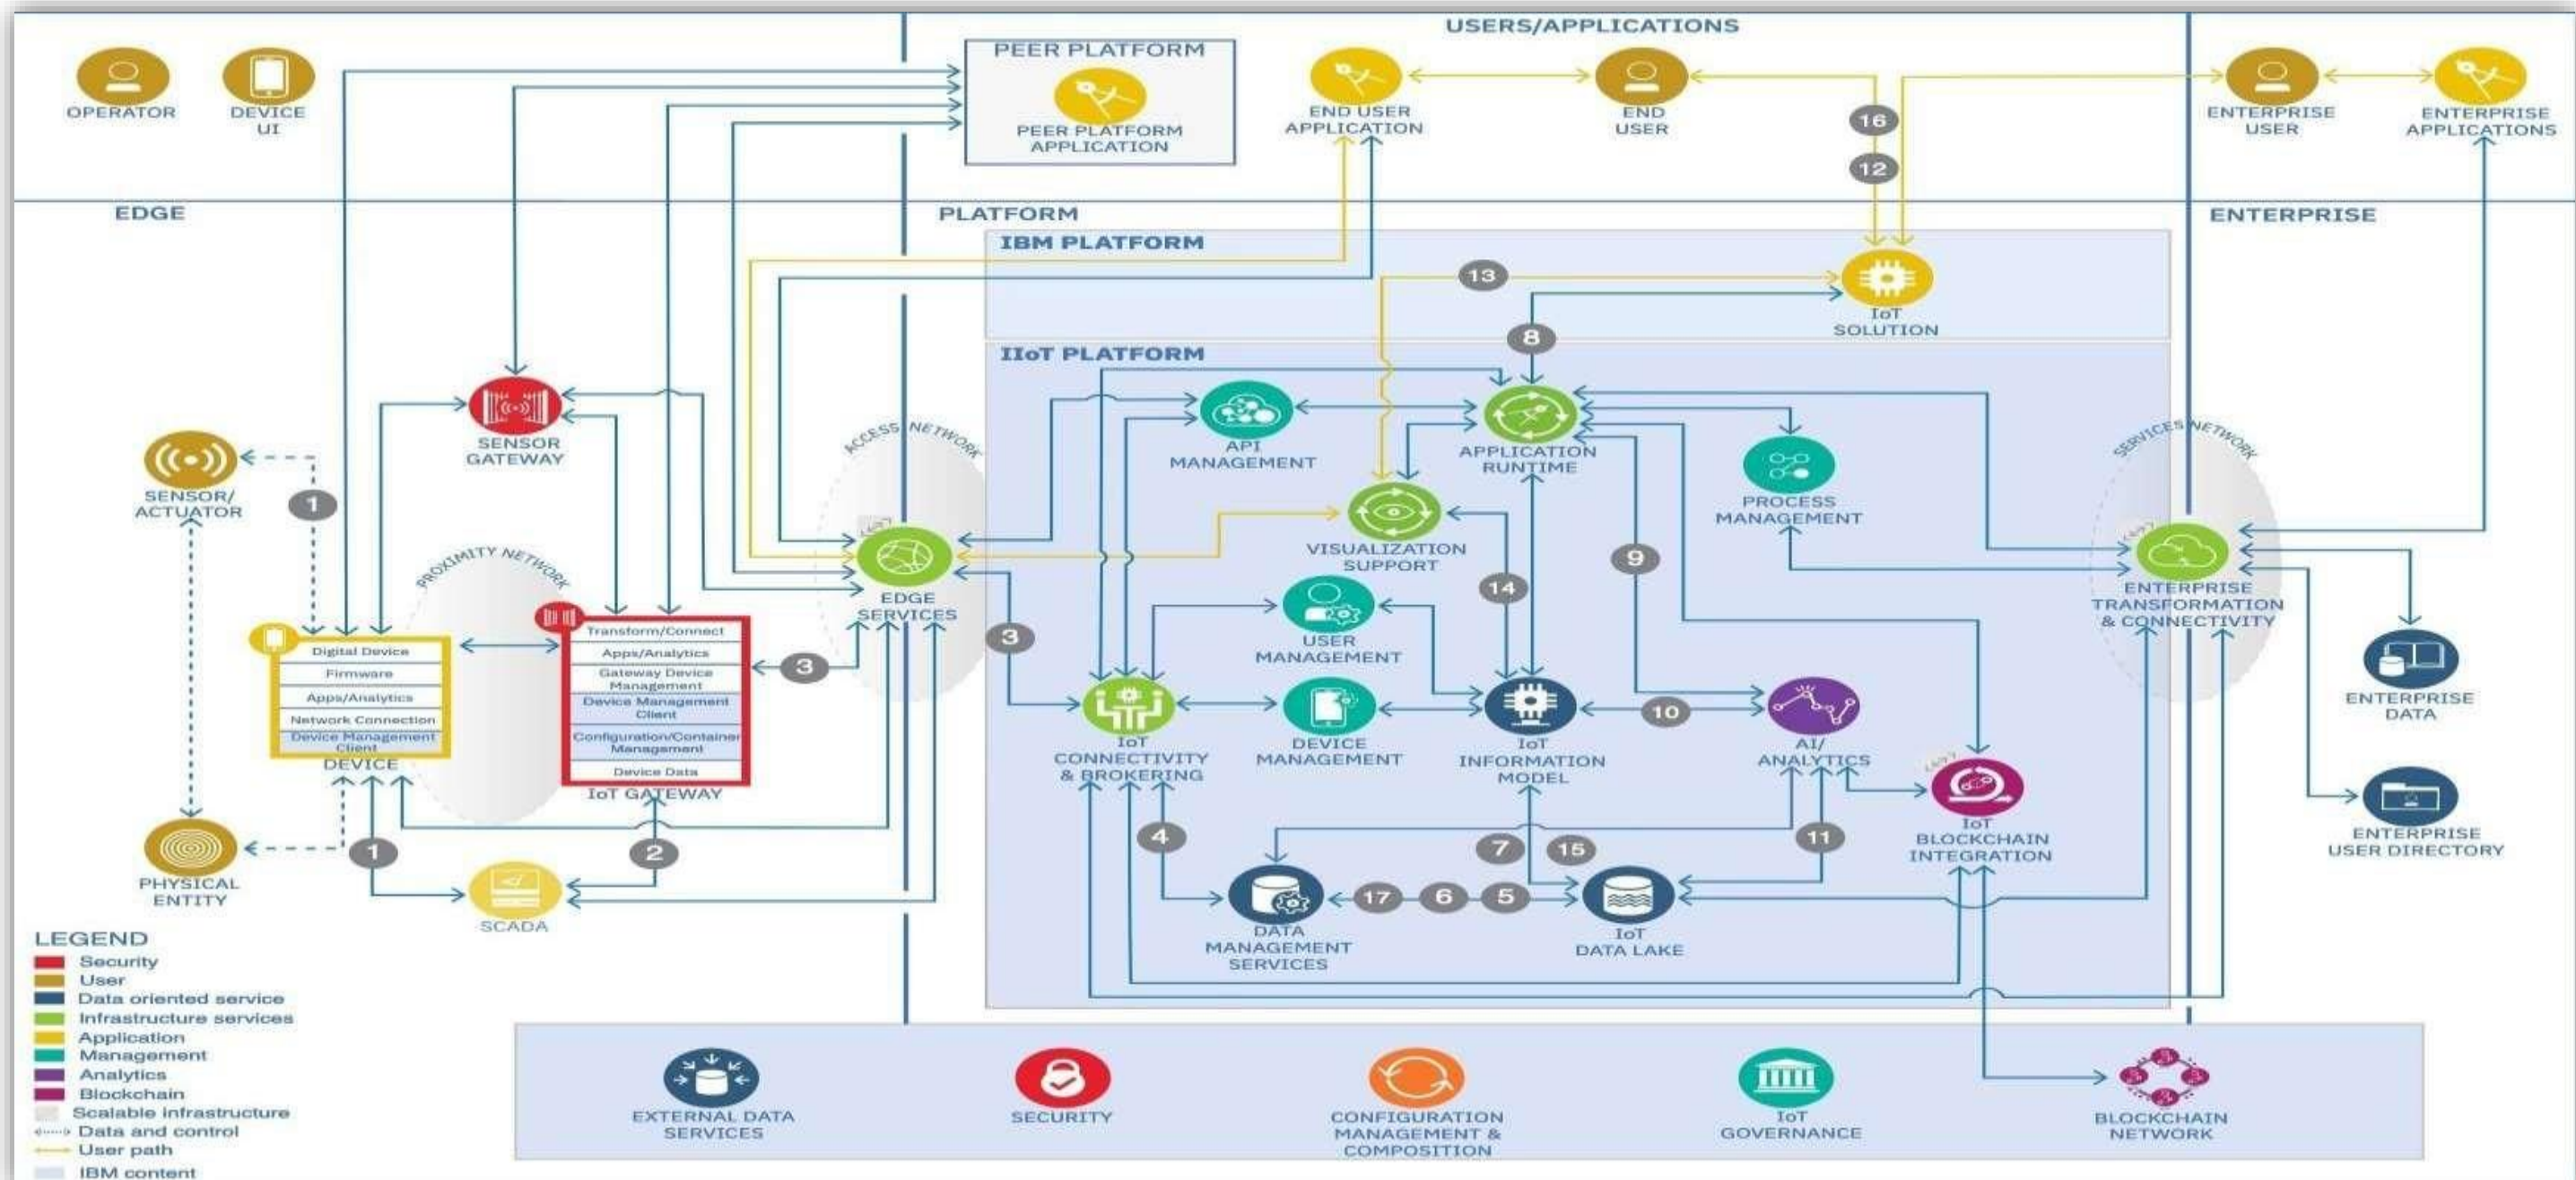 USERS/APPLICATIONS
OPERATOR
DEVICE
UI
PEER PLATFORM
PEER PLATFORM
APPLICATION
END USER
APPLICATION
END
USER
16
12
ENTERPRISE
USER
ENTERPRISE
APPLICATIONS
EDGE
PLATFORM
ENTERPRISE
IBM PLATFORM
13
IoT
SOLUTION
8
IIoT PLATFORM
SENSOR
GATEWAY
SENSOR/
ACTUATOR
1
PROXIMITY NETWORK
ACCESS NETWORK
API
MANAGEMENT
APPLICATION
RUNTIME
PROCESS
MANAGEMENT
SERVICES NETWORK
VISUALIZATION
SUPPORT
9
14
EDGE
SERVICES
ENTERPRISE
TRANSFORMATION
& CONNECTIVITY
3
3
USER
MANAGEMENT
Digital Device
Firmware
Apps/Analytics
Network Connection
Device Management
Client
DEVICE
Transform/Connect
Apps/Analytics
Gateway Device
Management
Device Management
Client
Configuration/Container
Management
Device Data
IoT GATEWAY
IoT
CONNECTIVITY
& BROKERING
DEVICE
MANAGEMENT
IoT
INFORMATION
MODEL
10
AI/
ANALYTICS
ENTERPRISE
DATA
IoT
BLOCKCHAIN
INTEGRATION
ENTERPRISE
USER DIRECTORY
1
2
4
7
15
11
PHYSICAL
ENTITY
SCADA
17
6
5
DATA
MANAGEMENT
SERVICES
IoT
DATA LAKE
LEGEND
Security
User
Data oriented service
Infrastructure services
Application
Management
Analytics
Blockchain
Scalable infrastructure
Data and control
User path
IBM content
EXTERNAL DATA
SERVICES
SECURITY
CONFIGURATION
MANAGEMENT &
COMPOSITION
IoT
GOVERNANCE
BLOCKCHAIN
NETWORK